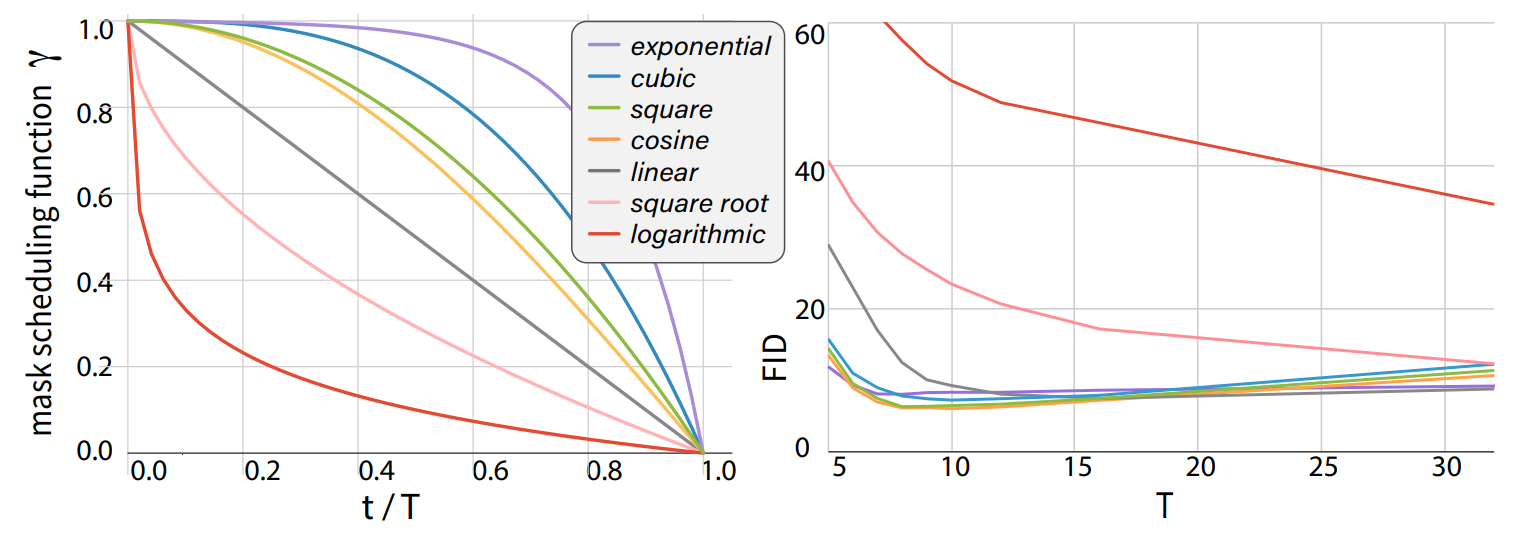 mask scheduling function γ
1.0
0.8
0.6
0.4
0.2
0.0
0.0 0.2 0.4 0.6 0.8 1.0
t / T
exponential
cubic
square
cosine
linear
square root
logarithmic
FID
60
40
20
0
5 10 15 20 25 30
T